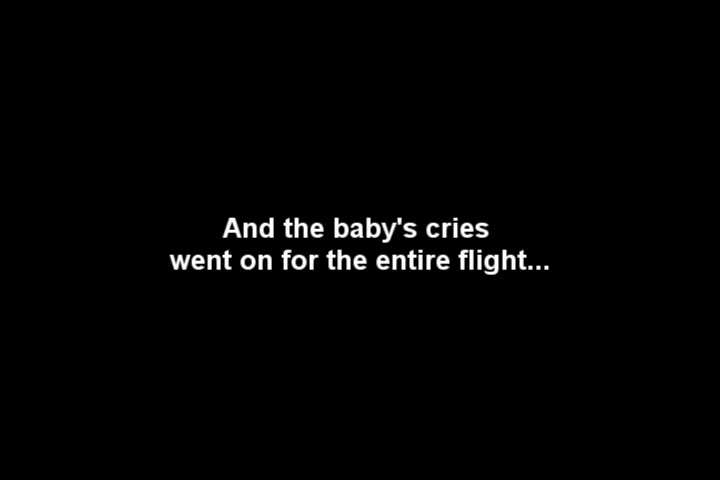 And the baby's cries
went on for the entire flight...